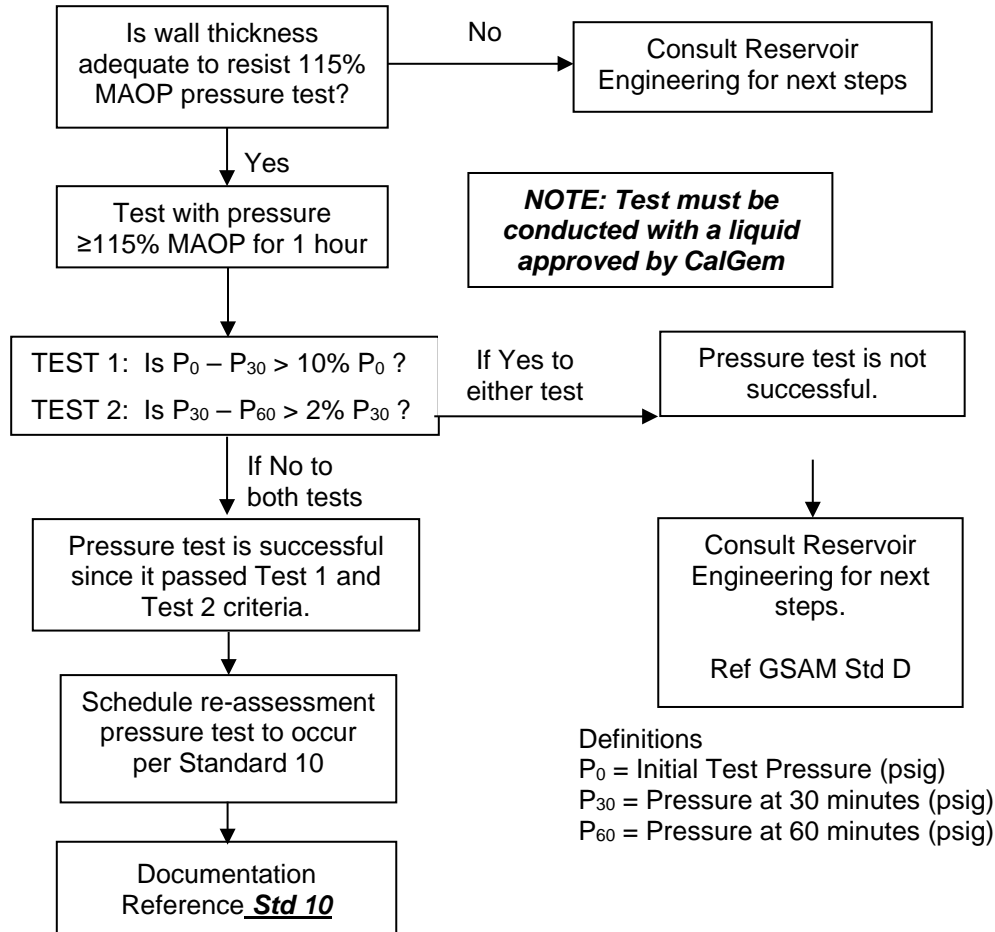 Is wall thickness
adequate to resist 115%
MAOP pressure test?
No
Consult Reservoir
Engineering for next steps
Yes
Test with pressure
≥115% MAOP for 1 hour
NOTE: Test must be
conducted with a liquid
approved by CalGem
TEST 1: Is P₀ – P₃₀ > 10% P₀ ?
TEST 2: Is P₃₀ – P₆₀ > 2% P₃₀ ?
If Yes to
either test
Pressure test is not
successful.
If No to
both tests
Pressure test is successful
since it passed Test 1 and
Test 2 criteria.
Consult Reservoir
Engineering for next
steps.
Ref GSAM Std D
Schedule re-assessment
pressure test to occur
per Standard 10
Definitions
P₀ = Initial Test Pressure (psig)
P₃₀ = Pressure at 30 minutes (psig)
P₆₀ = Pressure at 60 minutes (psig)
Documentation
Reference Std 10